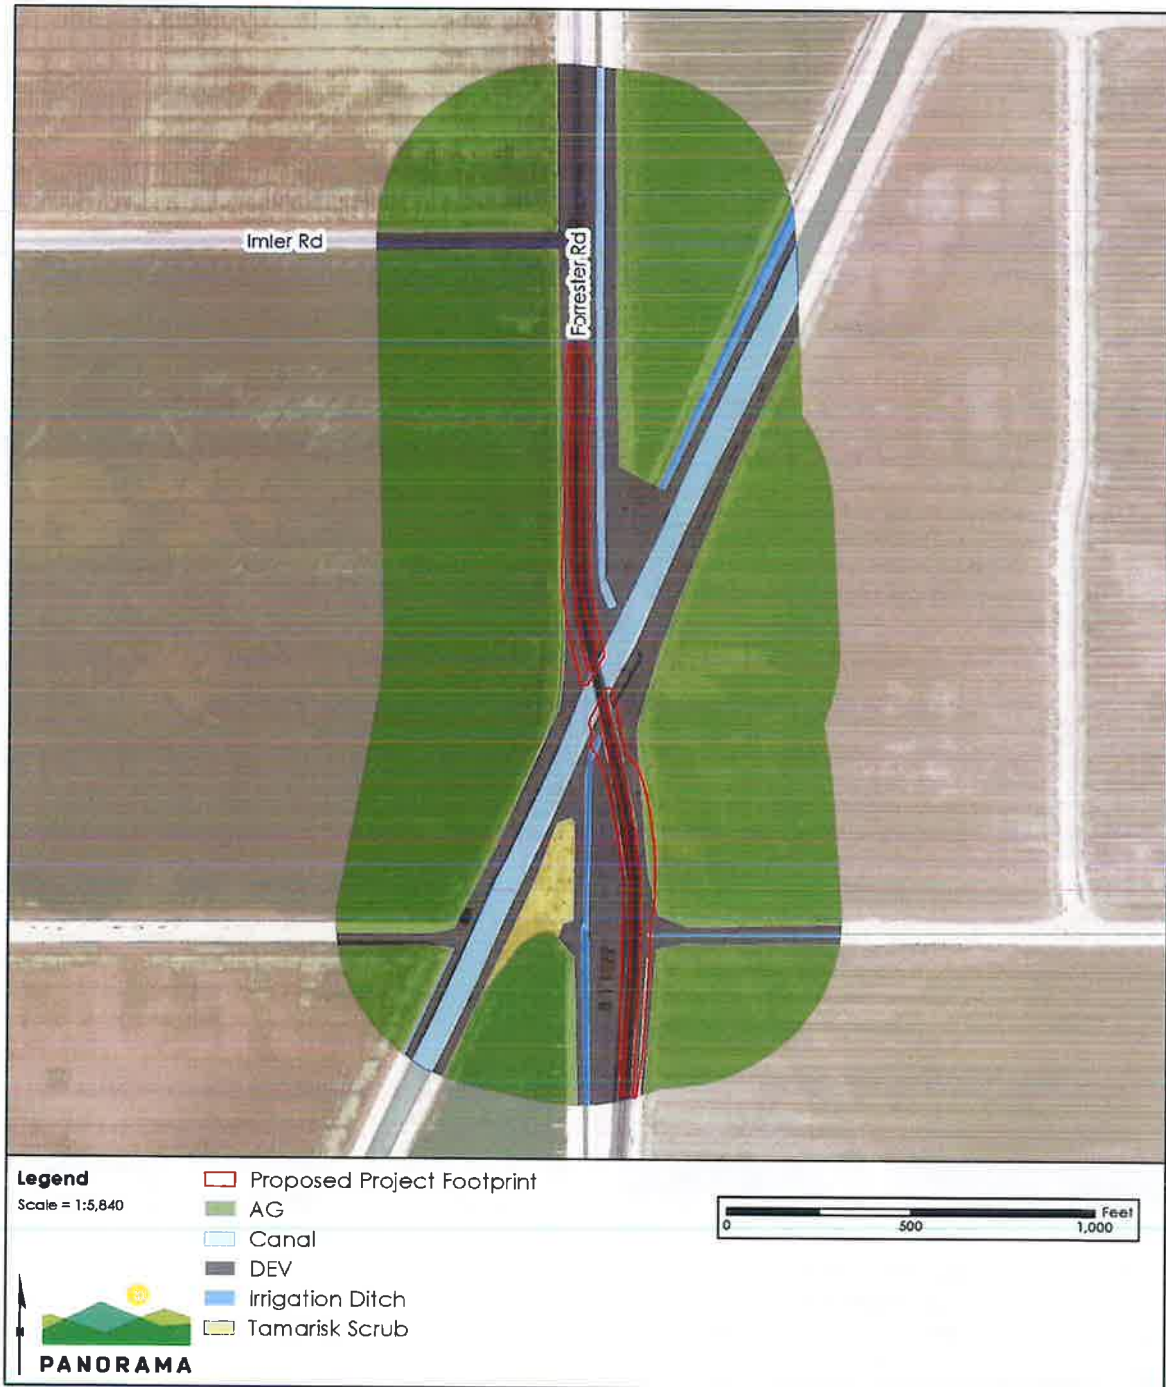 Imler Rd
Forrester Rd
Legend
Scale = 1:5,840
Proposed Project Footprint
AG
Canal
DEV
Irrigation Ditch
Tamarisk Scrub
0 500 1,000 Feet
N
PANORAMA